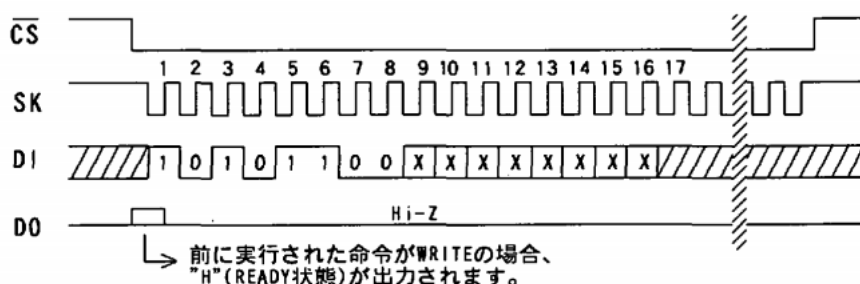 CS
1 2 3 4 5 6 7 8 9 10 11 12 13 14 15 16 17
SK
DI 1 0 1 0 1 1 0 0 X X X X X X X X
Hi-Z
DO
前に実行された命令がWRITEの場合、
"H"(READY状態)が出力されます。